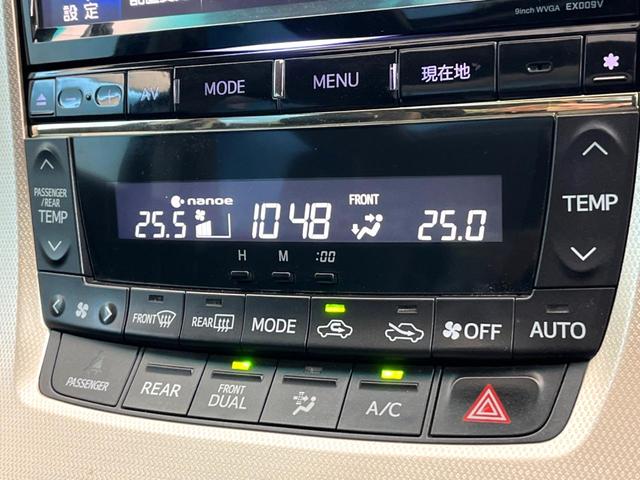 設定
9inch WVGA EX009V
AV MODE MENU 現在地
PASSENGER
/REAR
TEMP
nanoe FRONT
25.5 10 48 25.0
H M :00
TEMP
FRONT REAR MODE OFF AUTO
PASSENGER REAR FRONT DUAL A/C